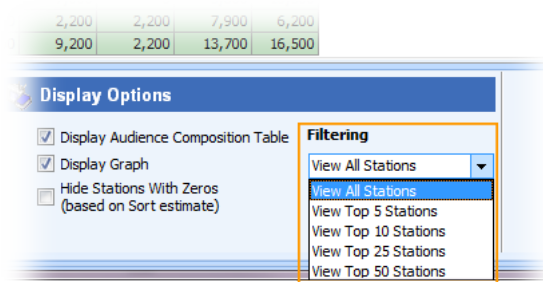 2,200 2,200 7,900 6,200
9,200 2,200 13,700 16,500
Display Options
Display Audience Composition Table
Display Graph
Hide Stations With Zeros
(based on Sort estimate)
Filtering
View All Stations
View All Stations
View Top 5 Stations
View Top 10 Stations
View Top 25 Stations
View Top 50 Stations